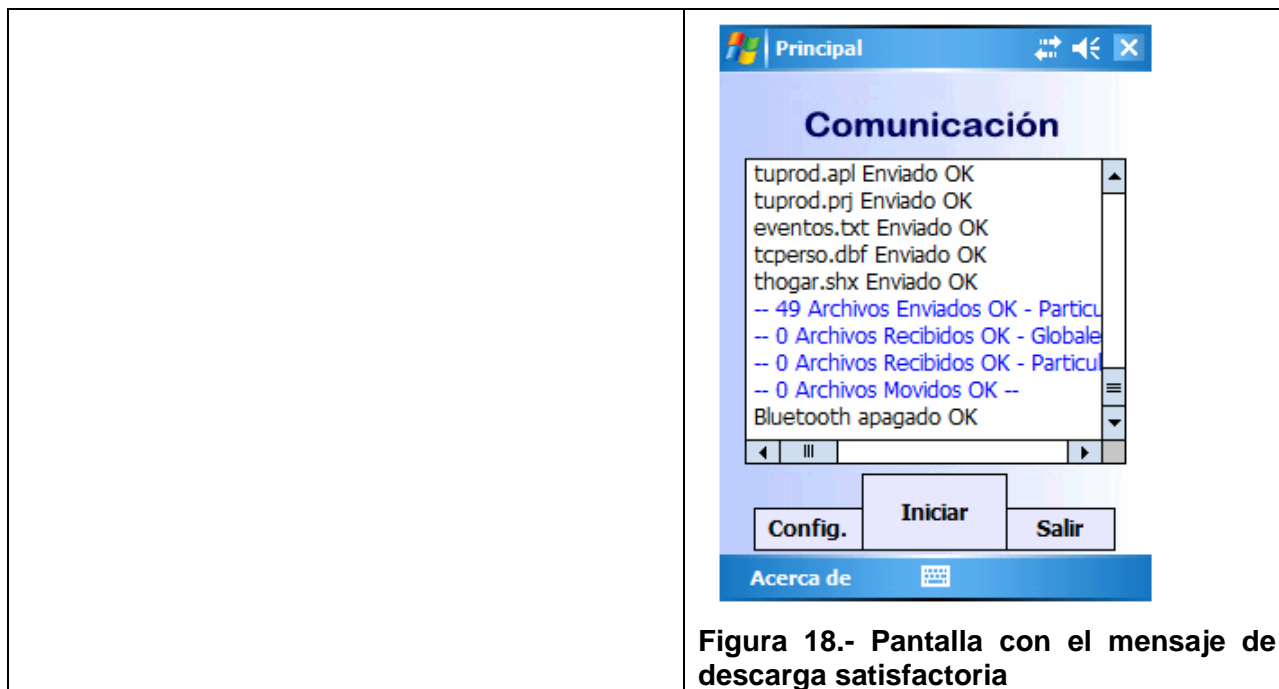 Principal
Comunicación
tuprod.apl Enviado OK
tuprod.prj Enviado OK
eventos.txt Enviado OK
tcperso.dbf Enviado OK
thogar.shx Enviado OK
-- 49 Archivos Enviados OK - Particu
-- 0 Archivos Recibidos OK - Globale
-- 0 Archivos Recibidos OK - Particul
-- 0 Archivos Movidos OK --
Bluetooth apagado OK
Config. Iniciar Salir
Acerca de
Figura 18.- Pantalla con el mensaje de
descarga satisfactoria